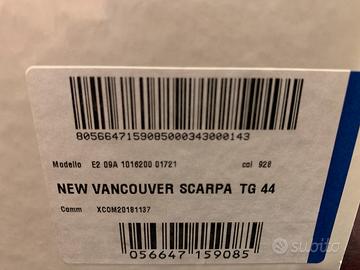 8056647159085000343000143
Modello E2 09A 1016200 01721 col 928
NEW VANCOUVER SCARPA TG 44
Comm XCOM20181137
056647 159085
subito